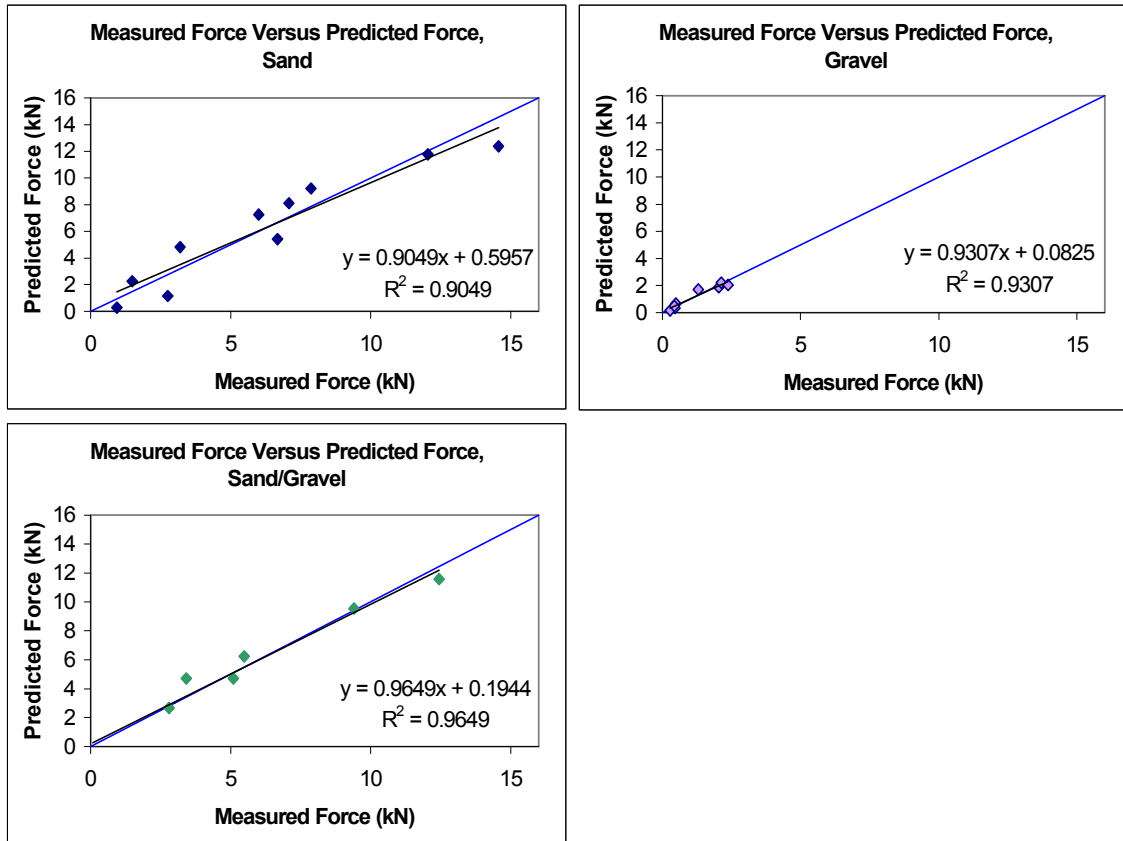 Measured Force Versus Predicted Force,
Sand
Predicted Force (kN)
16
14
12
10
8
6
4
2
0
y = 0.9049x + 0.5957
R² = 0.9049
0 5 10 15
Measured Force (kN)
Measured Force Versus Predicted Force,
Gravel
Predicted Force (kN)
16
14
12
10
8
6
4
2
0
y = 0.9307x + 0.0825
R² = 0.9307
0 5 10 15
Measured Force (kN)
Measured Force Versus Predicted Force,
Sand/Gravel
Predicted Force (kN)
16
14
12
10
8
6
4
2
0
y = 0.9649x + 0.1944
R² = 0.9649
0 5 10 15
Measured Force (kN)